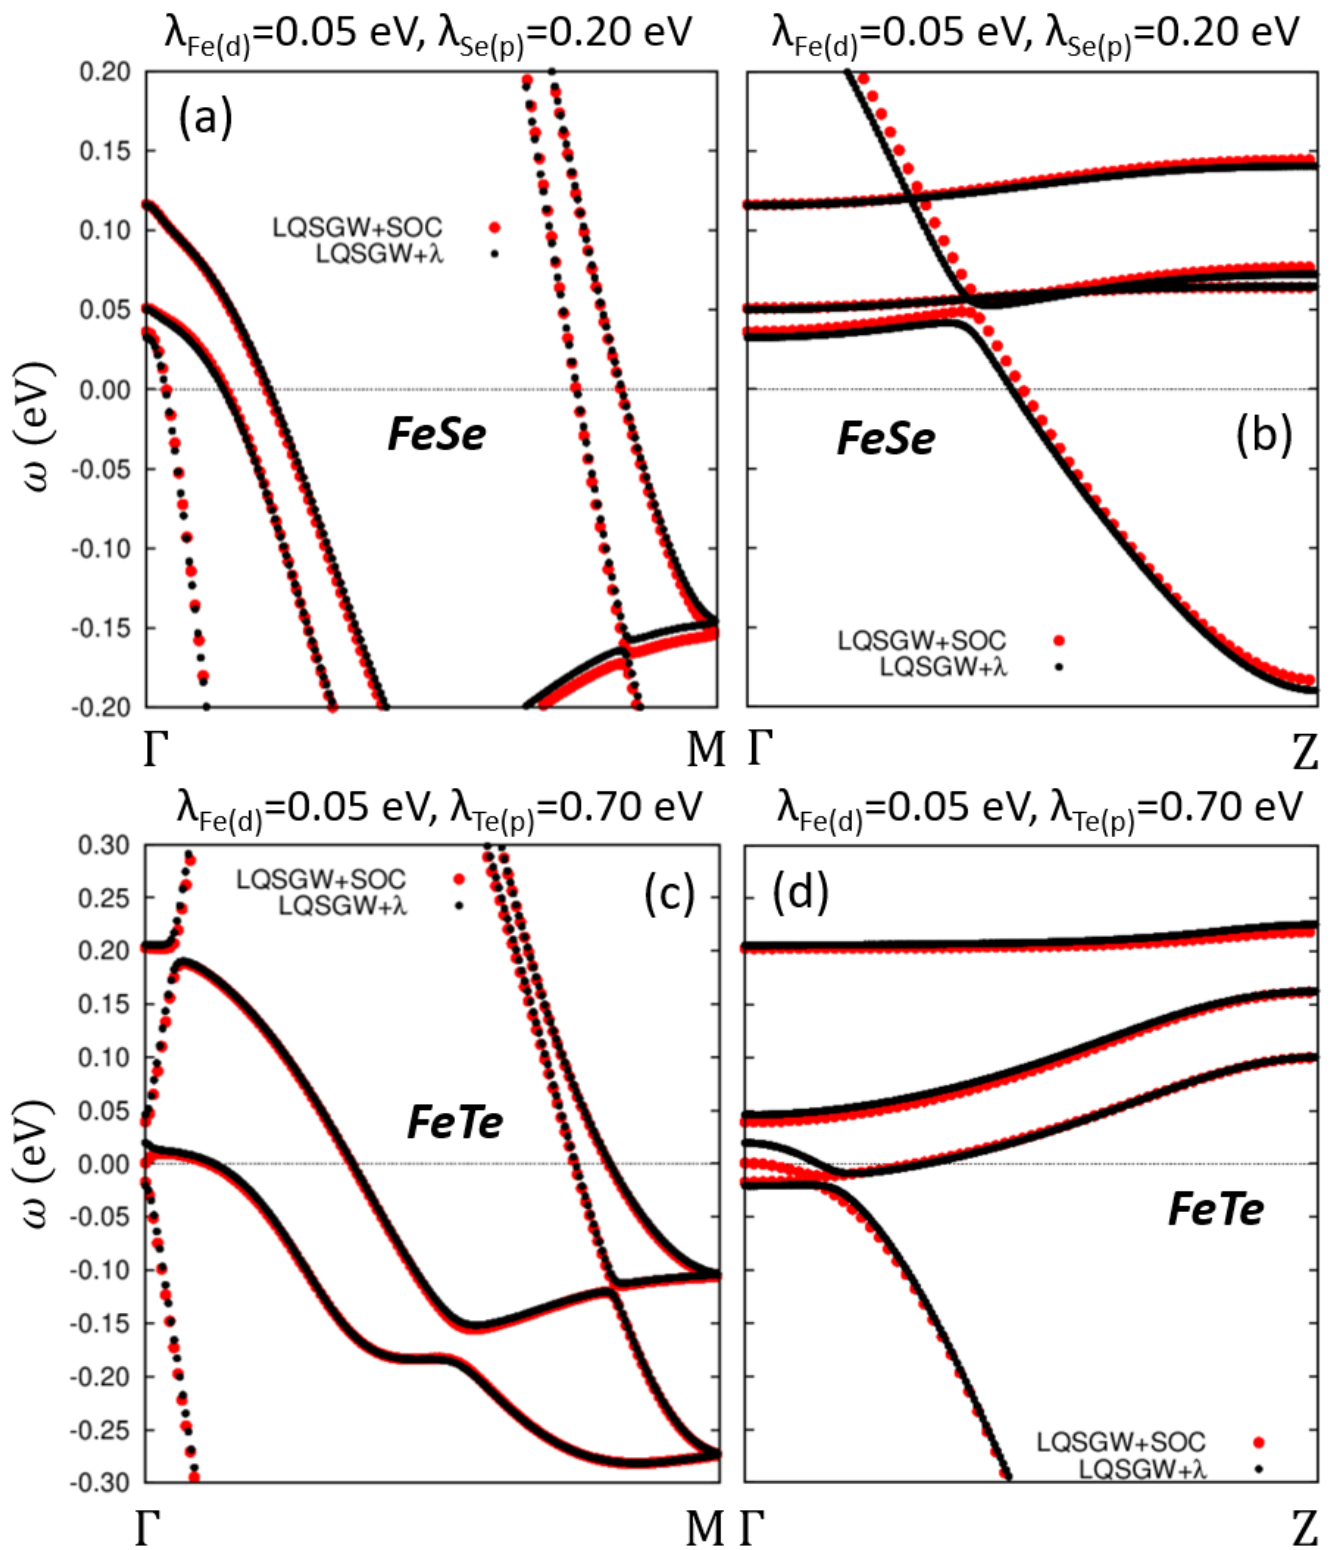 λFe(d)=0.05 eV, λSe(p)=0.20 eV
λFe(d)=0.05 eV, λSe(p)=0.20 eV
0.20
0.15
0.10
0.05
0.00
-0.05
-0.10
-0.15
-0.20
ω (eV)
(a)
LQSGW+SOC
LQSGW+λ
FeSe
Γ
M
FeSe
(b)
LQSGW+SOC
LQSGW+λ
Γ
Z
λFe(d)=0.05 eV, λTe(p)=0.70 eV
λFe(d)=0.05 eV, λTe(p)=0.70 eV
0.30
0.25
0.20
0.15
0.10
0.05
0.00
-0.05
-0.10
-0.15
-0.20
-0.25
-0.30
ω (eV)
LQSGW+SOC
LQSGW+λ
(c)
FeTe
Γ
M
(d)
FeTe
LQSGW+SOC
LQSGW+λ
Γ
Z